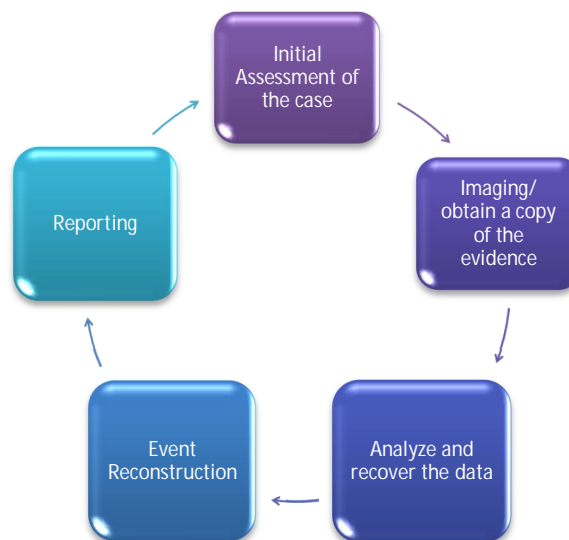 Initial
Assessment of
the case
Imaging/
obtain a copy
of the
evidence
Analyze and
recover the data
Event
Reconstruction
Reporting